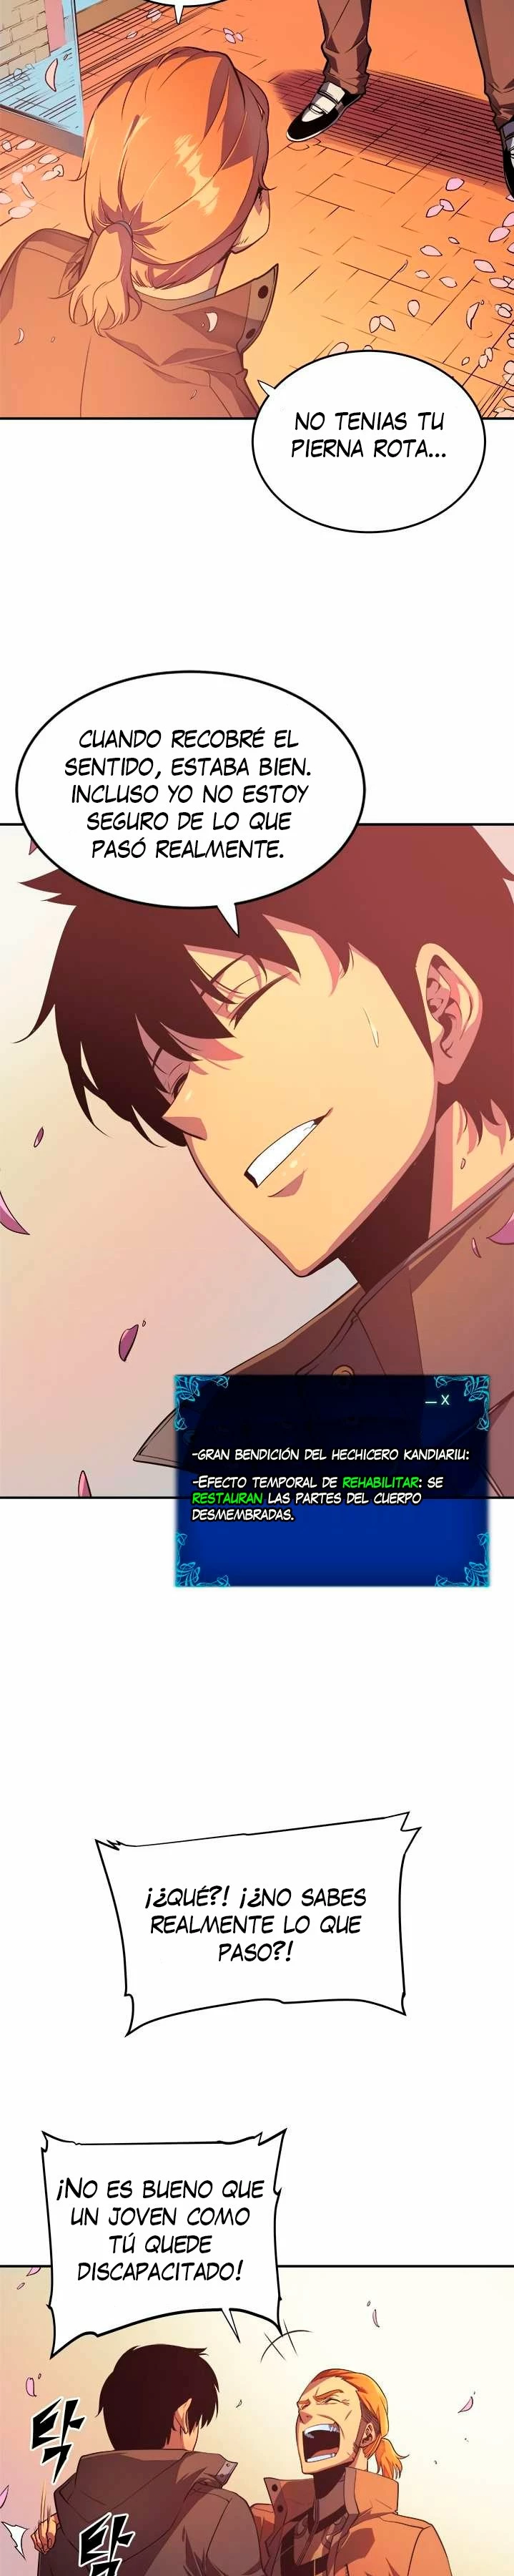 NO TENIAS TU
PIERNA ROTA...
CUANDO RECOBRÉ EL
SENTIDO, ESTABA BIEN.
INCLUSO YO NO ESTOY
SEGURO DE LO QUE
PASÓ REALMENTE.
— X
-GRAN BENDICIÓN DEL HECHICERO KANDIARIU:
-EFECTO TEMPORAL DE REHABILITAR: SE
RESTAURAN LAS PARTES DEL CUERPO
DESMEMBRADAS.
¡¿QUÉ?! ¡¿NO SABES
REALMENTE LO QUE
PASO?!
¡NO ES BUENO QUE
UN JOVEN COMO
TÚ QUEDE
DISCAPACITADO!
탁
탁